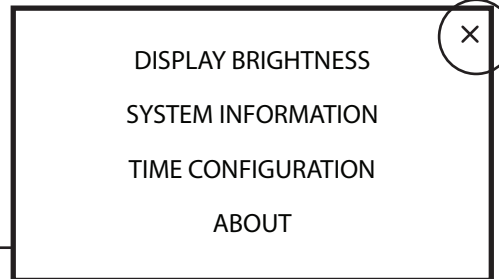 DISPLAY BRIGHTNESS
SYSTEM INFORMATION
TIME CONFIGURATION
ABOUT